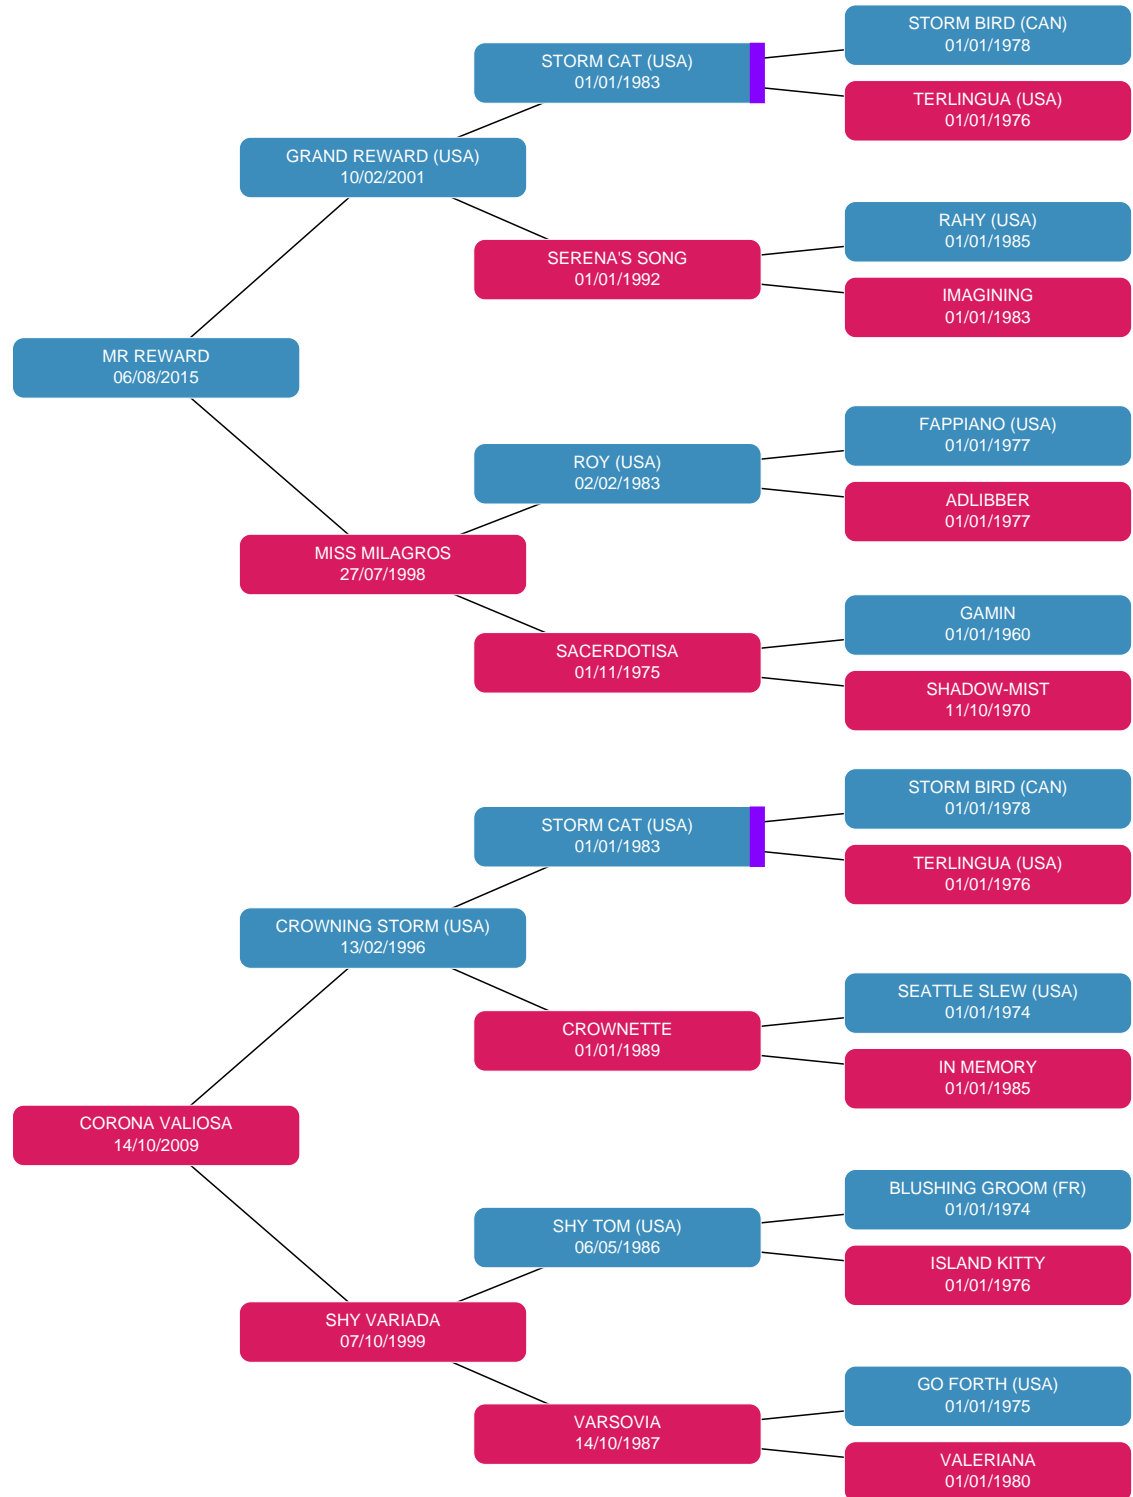 STORM BIRD (CAN)
01/01/1978
STORM CAT (USA)
01/01/1983
TERLINGUA (USA)
01/01/1976
GRAND REWARD (USA)
10/02/2001
RAHY (USA)
01/01/1985
SERENA'S SONG
01/01/1992
IMAGINING
01/01/1983
MR REWARD
06/08/2015
FAPPIANO (USA)
01/01/1977
ROY (USA)
02/02/1983
ADLIBBER
01/01/1977
MISS MILAGROS
27/07/1998
GAMIN
01/01/1960
SACERDOTISA
01/11/1975
SHADOW-MIST
11/10/1970
STORM BIRD (CAN)
01/01/1978
STORM CAT (USA)
01/01/1983
TERLINGUA (USA)
01/01/1976
CROWNING STORM (USA)
13/02/1996
SEATTLE SLEW (USA)
01/01/1974
CROWNETTE
01/01/1989
IN MEMORY
01/01/1985
CORONA VALIOSA
14/10/2009
BLUSHING GROOM (FR)
01/01/1974
SHY TOM (USA)
06/05/1986
ISLAND KITTY
01/01/1976
SHY VARIADA
07/10/1999
GO FORTH (USA)
01/01/1975
VARSOVIA
14/10/1987
VALERIANA
01/01/1980